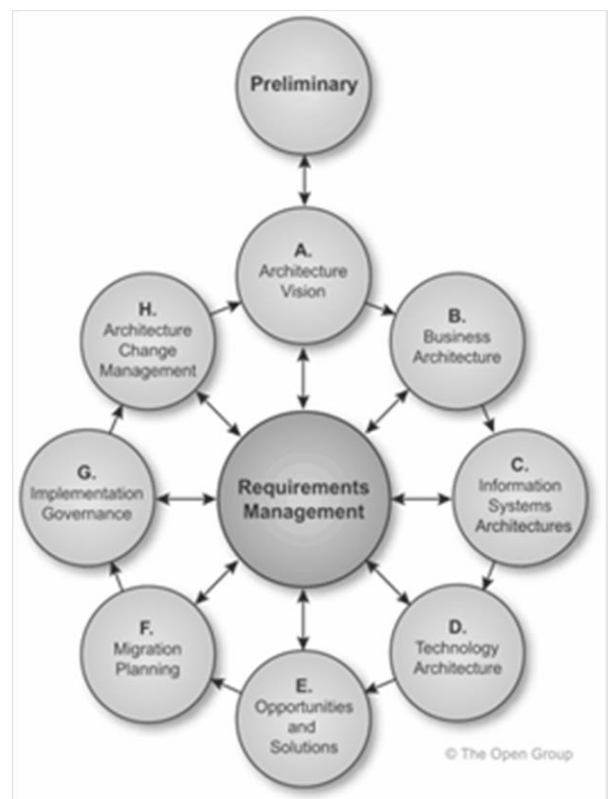 Preliminary
A.
Architecture
Vision
B.
Business
Architecture
C.
Information
Systems
Architectures
D.
Technology
Architecture
E.
Opportunities
and
Solutions
F.
Migration
Planning
G.
Implementation
Governance
H.
Architecture
Change
Management
Requirements
Management
© The Open Group